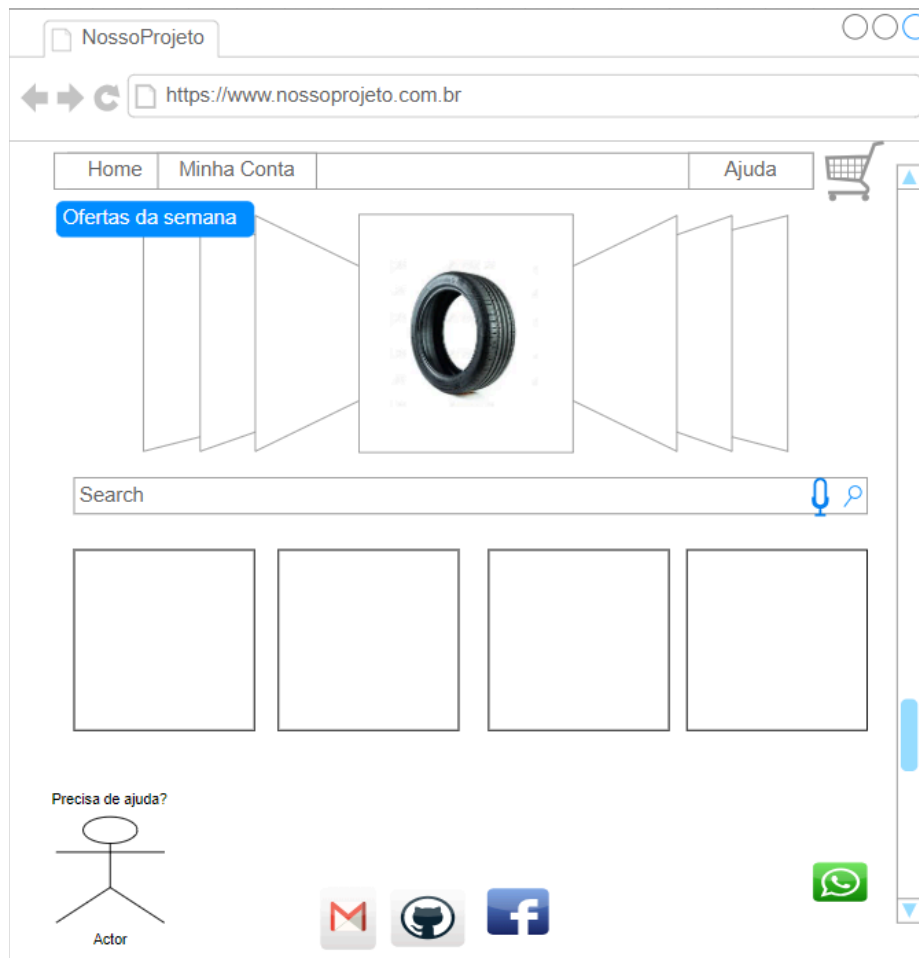 NossoProjeto
https://www.nossoprojeto.com.br
Home Minha Conta Ajuda
Ofertas da semana
Search
Precisa de ajuda?
Actor